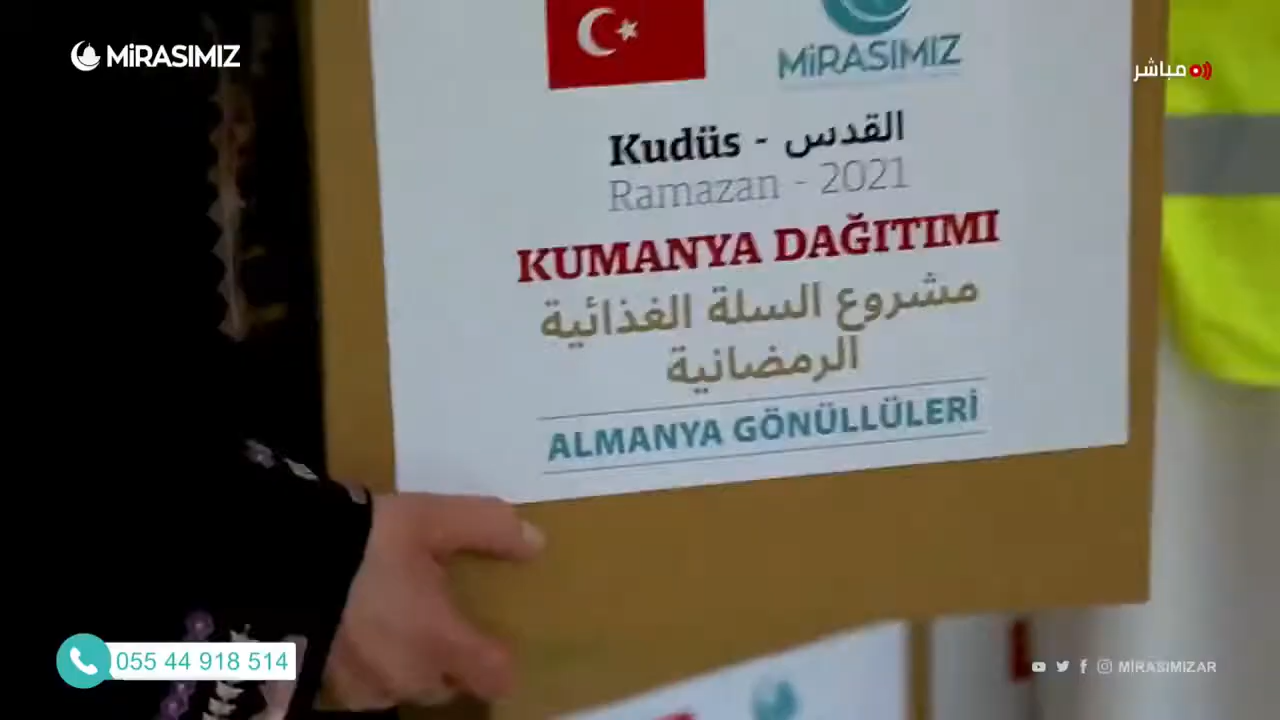 MİRASIMIZ
مباشر
MİRASIMIZ
Kudüs - القدس
Ramazan - 2021
KUMANYA DAĞITIMI
مشروع السلة الغذائية
الرمضانية
ALMANYA GÖNÜLLÜLERİ
055 44 918 514
MİRASIMIZAR